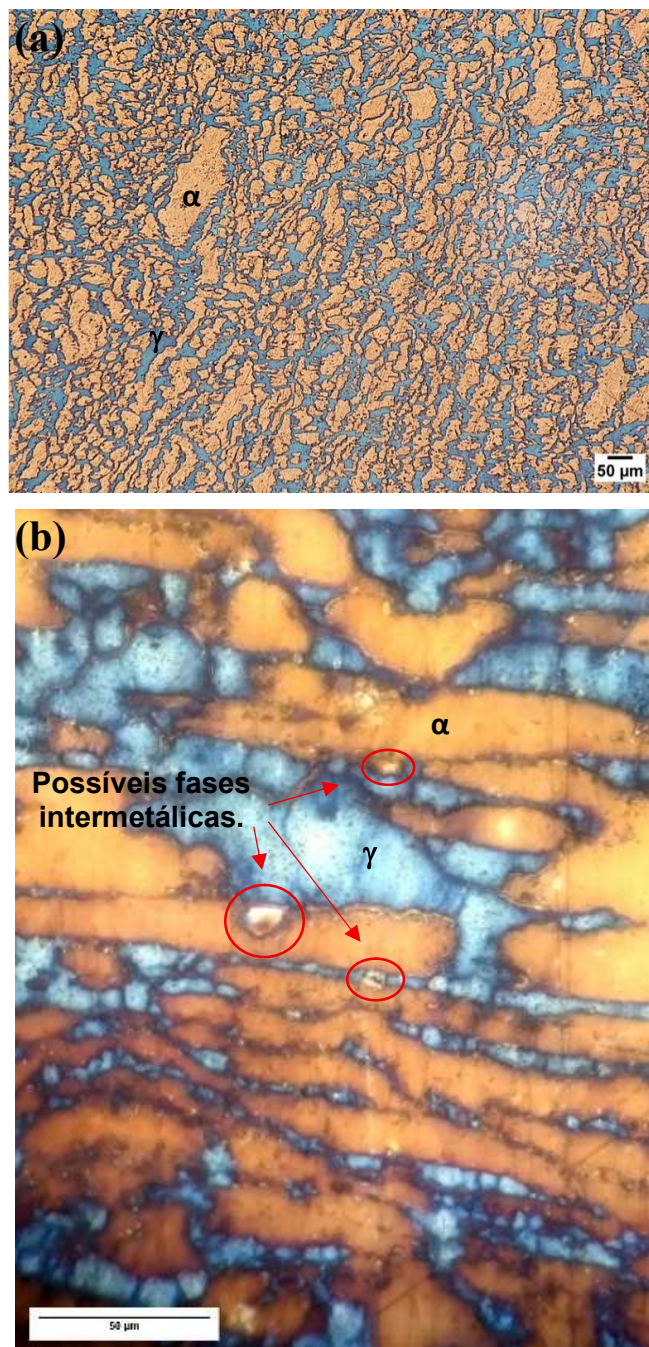 (a)
α
γ
50 µm
(b)
α
Possíveis fases
intermetálicas.
γ
50 µm